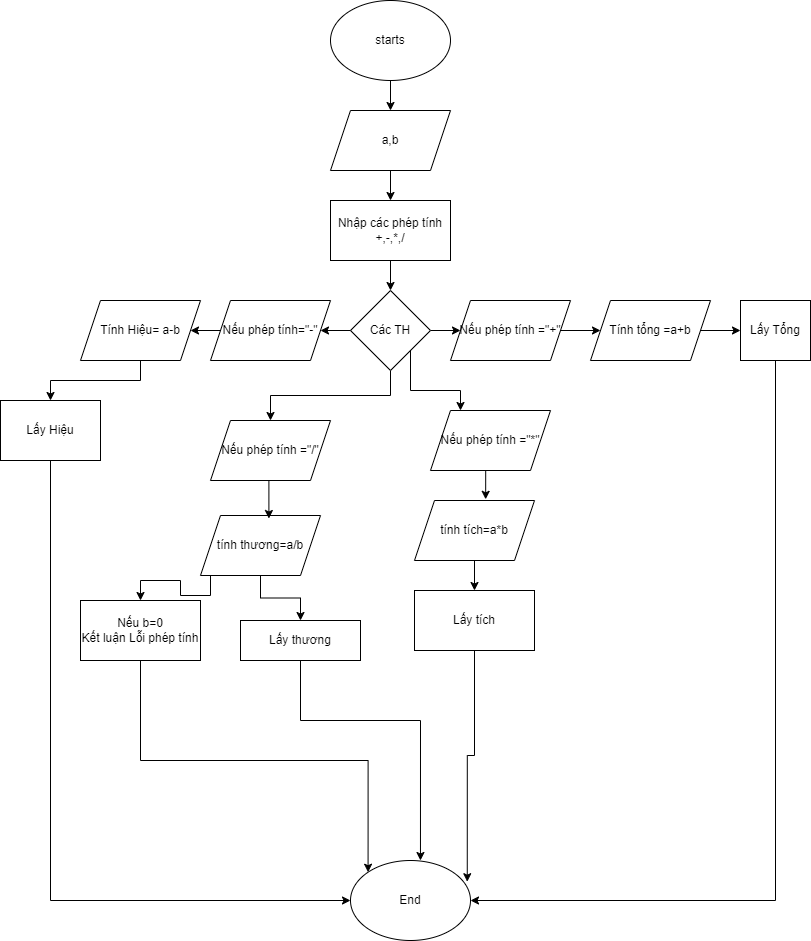 starts
a,b
Nhập các phép tính
+,-,*,/
Tính Hiệu= a-b
Nếu phép tính="-"
Các TH
Nếu phép tính ="+"
Tính tổng =a+b
Lấy Tổng
Lấy Hiệu
Nếu phép tính ="/"
Nếu phép tính ="*"
tính thương=a/b
tính tích=a*b
Nếu b=0
Kết luận Lỗi phép tính
Lấy thương
Lấy tích
End